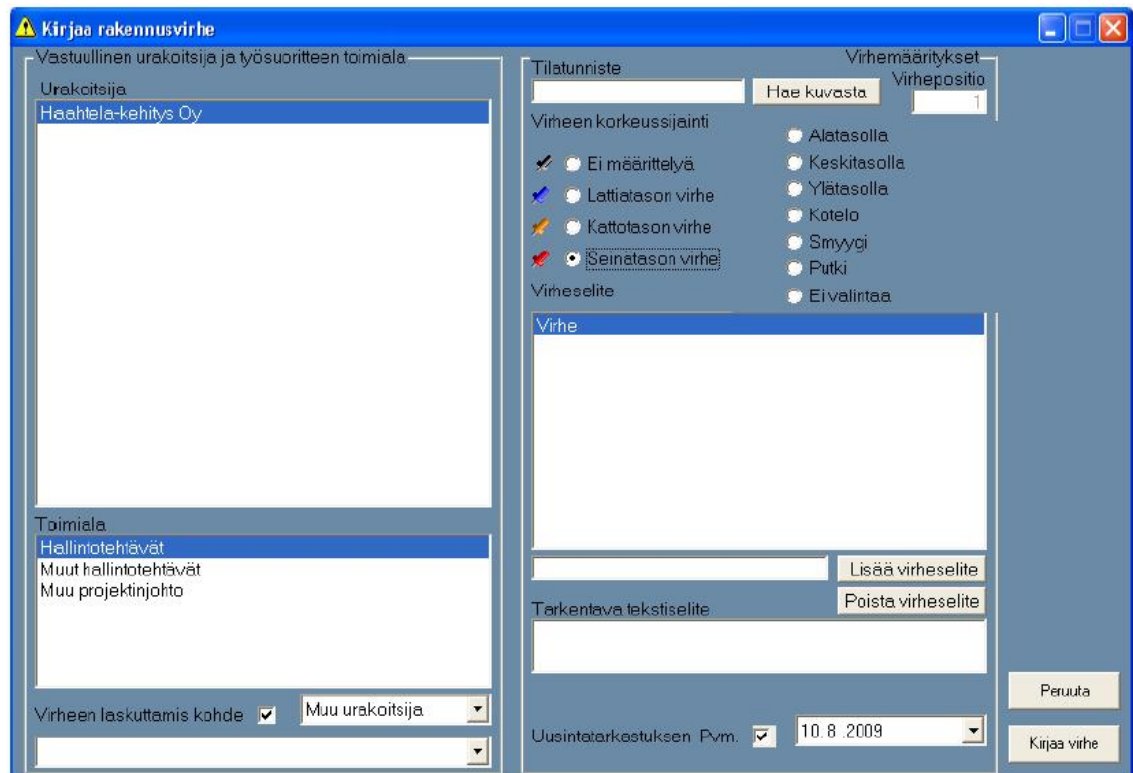 Kirjaa rakennusvirhe
Vastuullinen urakoitsija ja työsuoritteen toimiala
Urakoitsija
Haahtela-kehitys Oy
Toimiala
Hallintotehtävät
Muut hallintotehtävät
Muu projektinjohto
Virheen laskuttamis kohde
Muu urakoitsija
Virhemääritykset
Tilatunniste
Hae kuvasta
Virhepositio
1
Virheen korkeussijainti
Ei määrittelyä
Lattiatason virhe
Kattotason virhe
Seinätason virhe
Alatasolla
Keskitasolla
Ylätasolla
Kotelo
Smyygi
Putki
Ei valintaa
Virheselite
Virhe
Lisää virheselite
Poista virheselite
Tarkentava tekstiselite
Uusintatarkastuksen Pvm.
10. 8 .2009
Peruuta
Kirjaa virhe